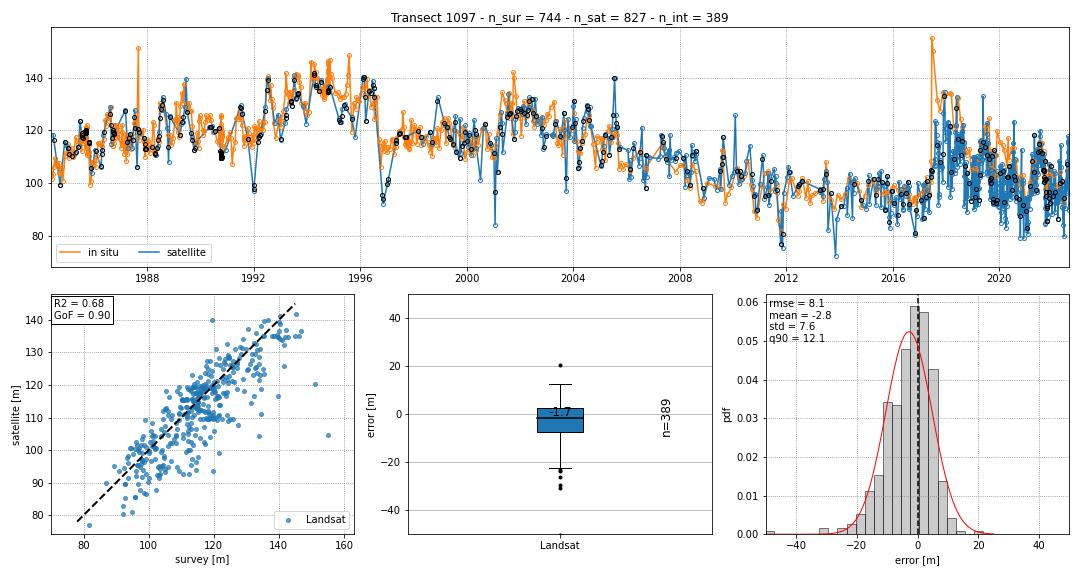 Transect 1097 - n_sur = 744 - n_sat = 827 - n_int = 389
140
120
100
80
in situ
satellite
1988
1992
1996
2000
2004
2008
2012
2016
2020
R2 = 0.68
GoF = 0.90
satellite [m]
140
130
120
110
100
90
80
Landsat
80
100
120
140
160
survey [m]
error [m]
40
20
0
−20
−40
-1.7
n=389
Landsat
pdf
0.06
0.05
0.04
0.03
0.02
0.01
0.00
rmse = 8.1
mean = -2.8
std = 7.6
q90 = 12.1
−40
−20
0
20
40
error [m]